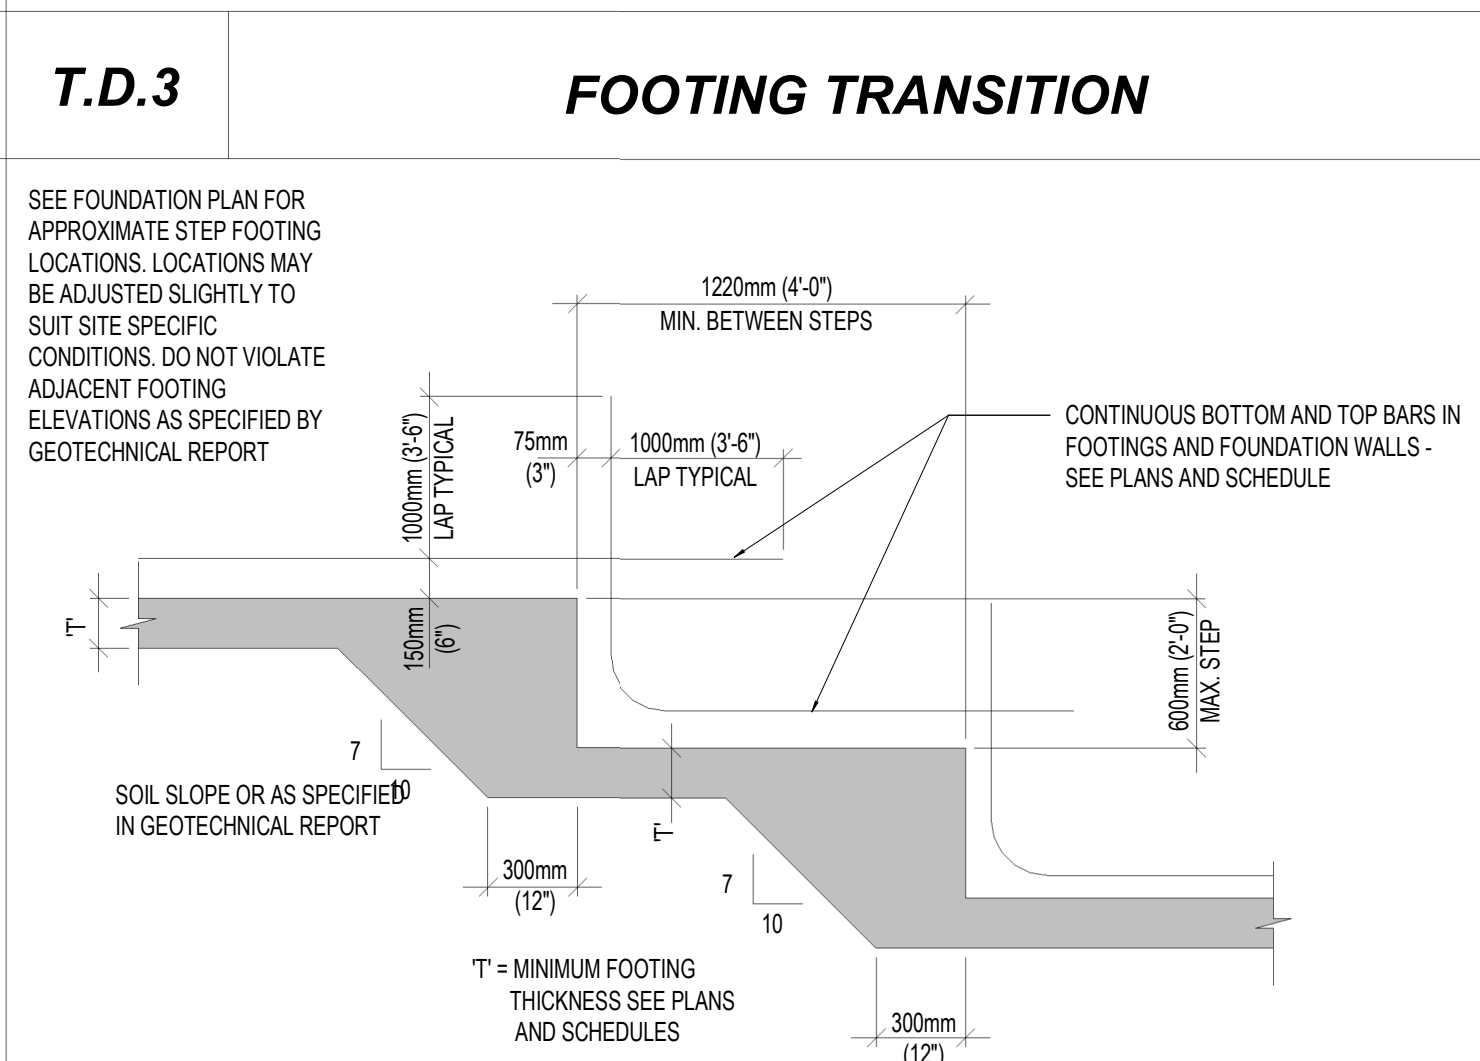 T.D.3
FOOTING TRANSITION
SEE FOUNDATION PLAN FOR
APPROXIMATE STEP FOOTING
LOCATIONS. LOCATIONS MAY
BE ADJUSTED SLIGHTLY TO
SUIT SITE SPECIFIC
CONDITIONS. DO NOT VIOLATE
ADJACENT FOOTING
ELEVATIONS AS SPECIFIED BY
GEOTECHNICAL REPORT
1220mm (4'-0")
MIN. BETWEEN STEPS
1000mm (3'-6")
LAP TYPICAL
75mm
(3")
1000mm (3'-6")
LAP TYPICAL
CONTINUOUS BOTTOM AND TOP BARS IN
FOOTINGS AND FOUNDATION WALLS -
SEE PLANS AND SCHEDULE
'T'
150mm
(6")
600mm (2'-0")
MAX. STEP
7
10
SOIL SLOPE OR AS SPECIFIED
IN GEOTECHNICAL REPORT
'T'
300mm
(12")
7
10
'T' = MINIMUM FOOTING
THICKNESS SEE PLANS
AND SCHEDULES
300mm
(12")